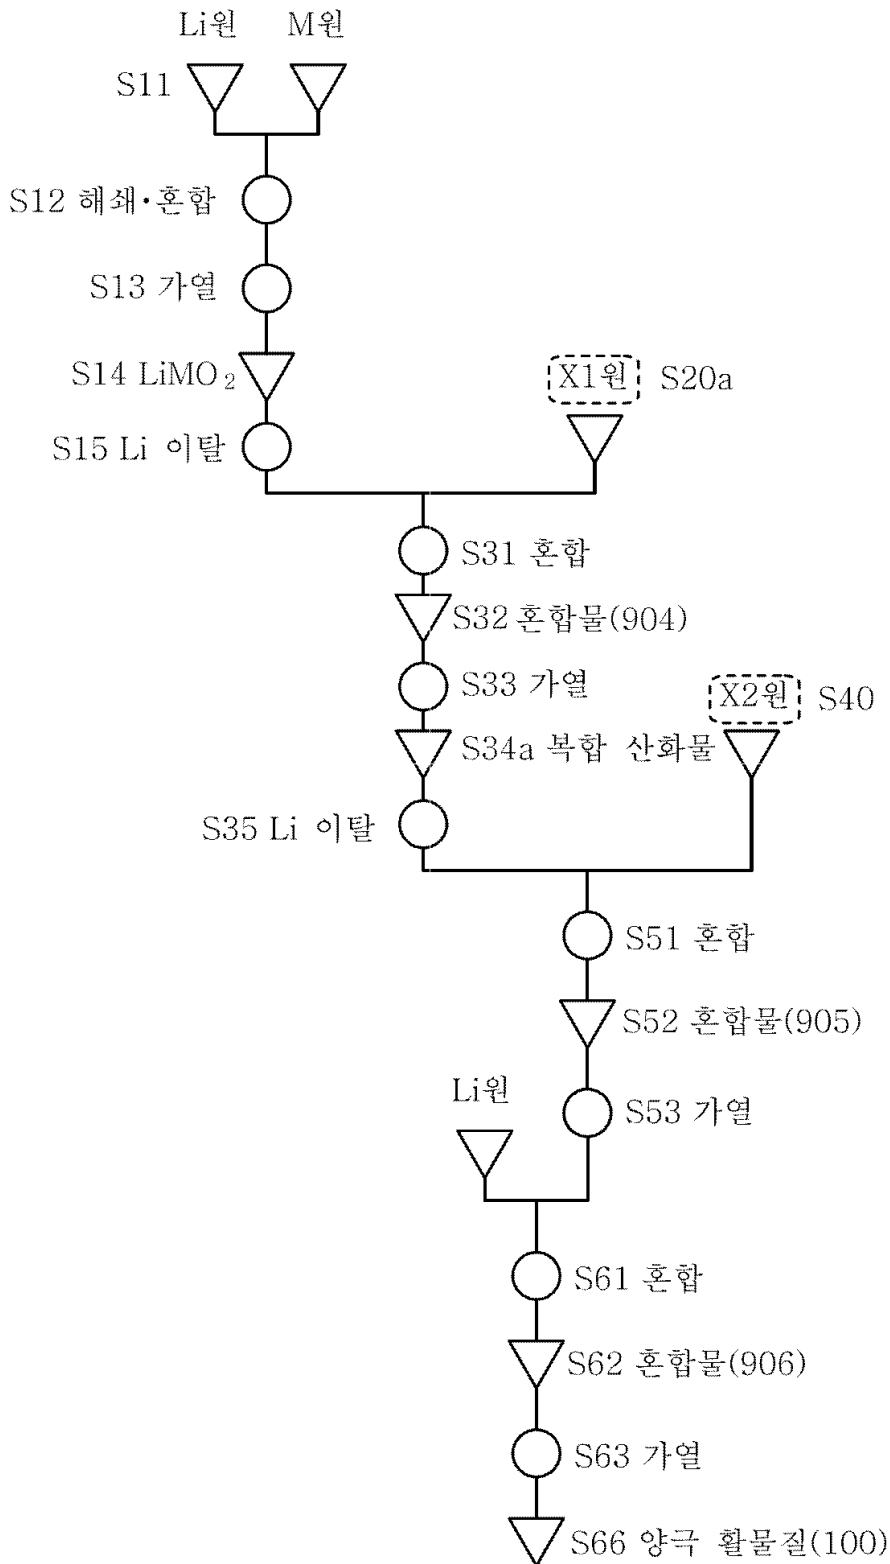 Li원 M원
S11
S12 해쇄·혼합
S13 가열
S14 LiMO₂
X1원 S20a
S15 Li 이탈
S31 혼합
S32 혼합물(904)
S33 가열
X2원 S40
S34a 복합 산화물
S35 Li 이탈
S51 혼합
S52 혼합물(905)
Li원
S53 가열
S61 혼합
S62 혼합물(906)
S63 가열
S66 양극 활물질(100)